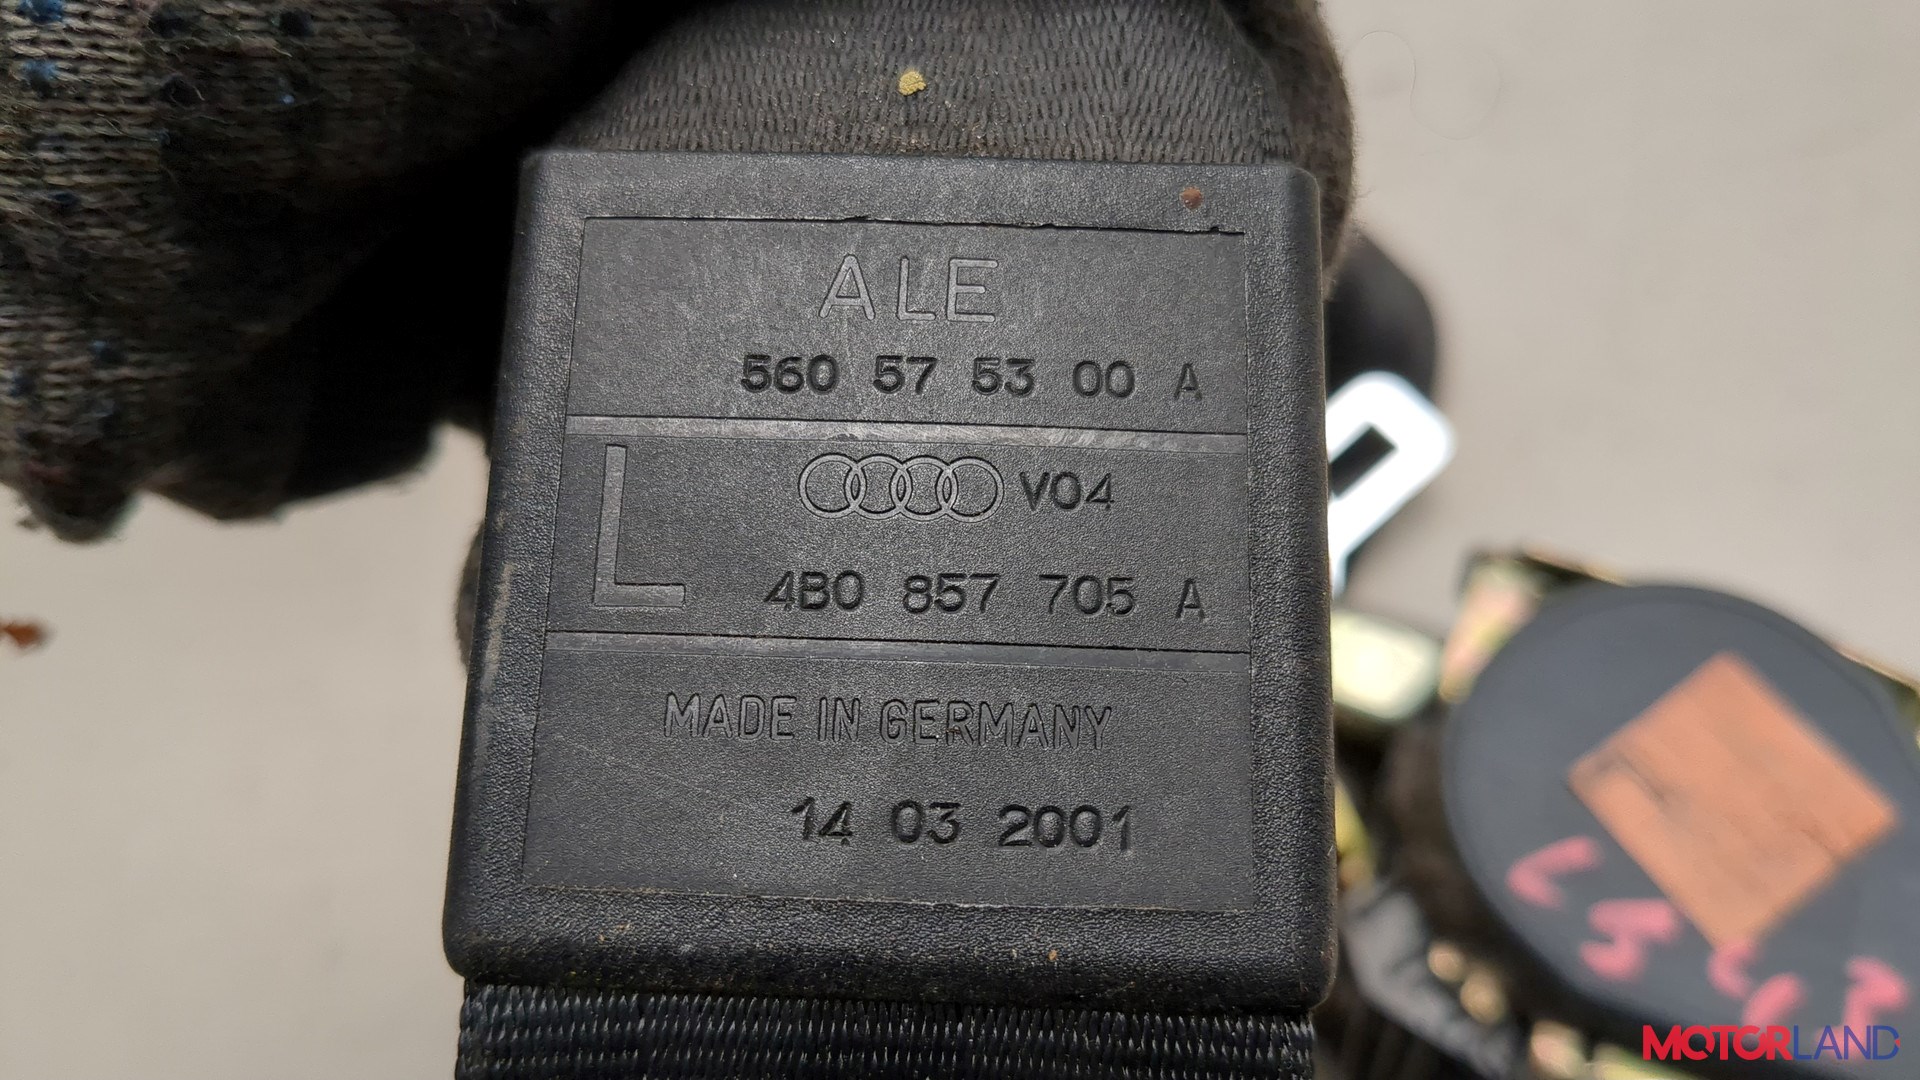 ALE
560 57 53 00 A
L
V04
4B0 857 705 A
MADE IN GERMANY
14 03 2001
MOTORLAND